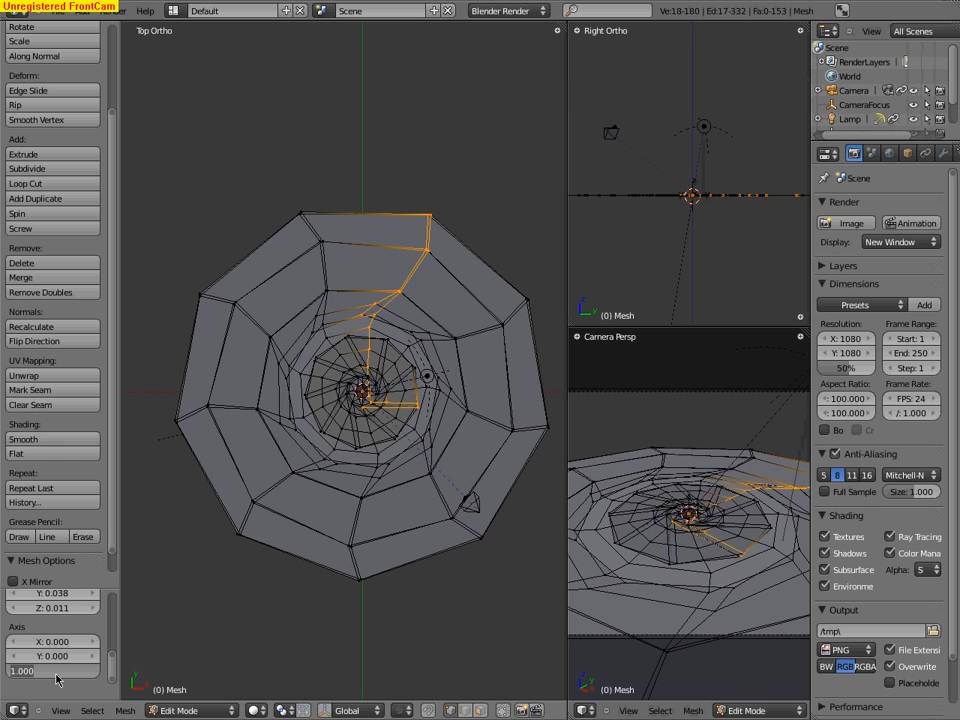 Unregistered FrontCam
Help
Default
Scene
Blender Render
Ve:18-180 | Ed:17-332 | Fa:0-153 | Mesh
Rotate
Scale
Along Normal
Deform:
Edge Slide
Rip
Smooth Vertex
Add:
Extrude
Subdivide
Loop Cut
Add Duplicate
Spin
Screw
Remove:
Delete
Merge
Remove Doubles
Normals:
Recalculate
Flip Direction
UV Mapping:
Unwrap
Mark Seam
Clear Seam
Shading:
Smooth
Flat
Repeat:
Repeat Last
History...
Grease Pencil:
Draw Line Erase
Mesh Options
X Mirror
Y: 0.038
Z: 0.011
Axis
X: 0.000
Y: 0.000
1.000
Top Ortho
(0) Mesh
View Select Mesh Edit Mode Global
Right Ortho
(0) Mesh
Camera Persp
(0) Mesh
View Select Mesh Edit Mode
View All Scenes
Scene
RenderLayers
World
Camera
CameraFocus
Lamp
Scene
Render
Image Animation
Display: New Window
Layers
Dimensions
Presets Add
Resolution: Frame Range:
X: 1080 Start: 1
Y: 1080 End: 250
50% Step: 1
Aspect Ratio: Frame Rate:
: 100.000 FPS: 24
: 100.000 /: 1.000
Bo Cr
Anti-Aliasing
5 8 11 16 Mitchell-N
Full Sample Size: 1.000
Shading
Textures Ray Tracing
Shadows Color Mana
Subsurface Alpha: S
Environme
Output
/tmp\
PNG File Extensi
BW RGB RGBA Overwrite
Placeholde
Performance